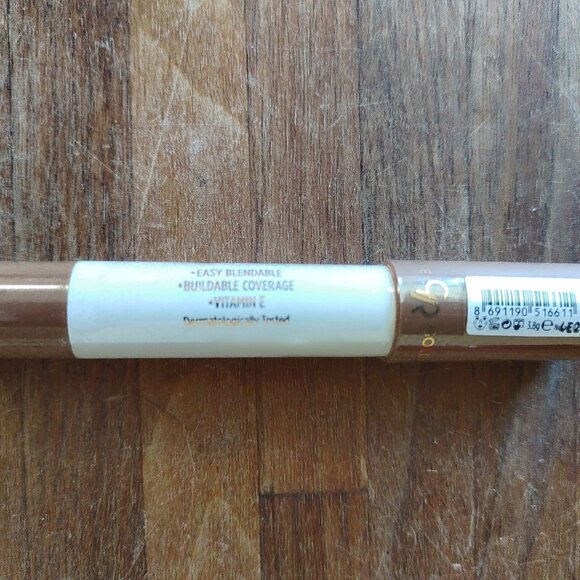 •EASY BLENDABLE
•BUILDABLE COVERAGE
•VITAMIN E
Dermatologically Tested
8 691190 516611
3.8g ℮